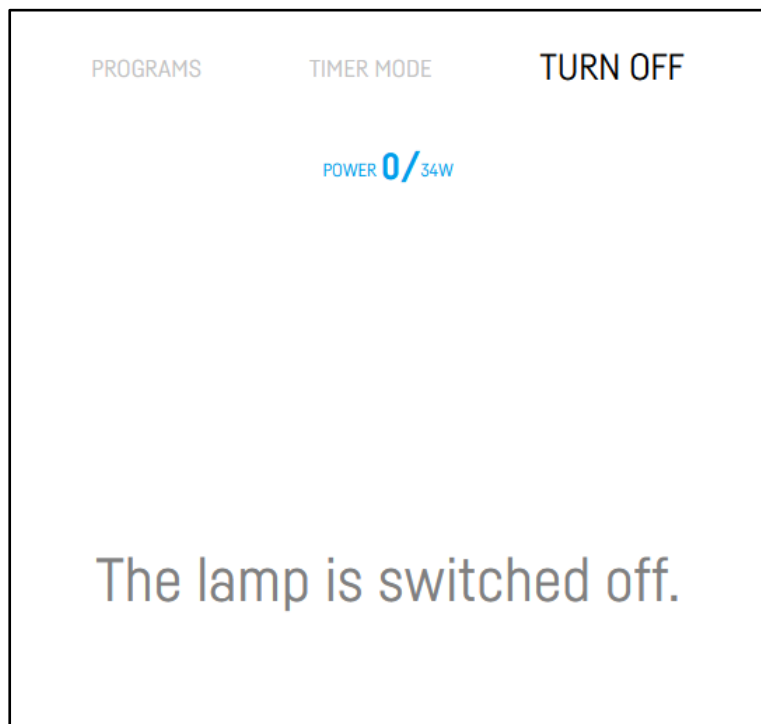 PROGRAMS TIMER MODE TURN OFF
POWER 0/34W
The lamp is switched off.